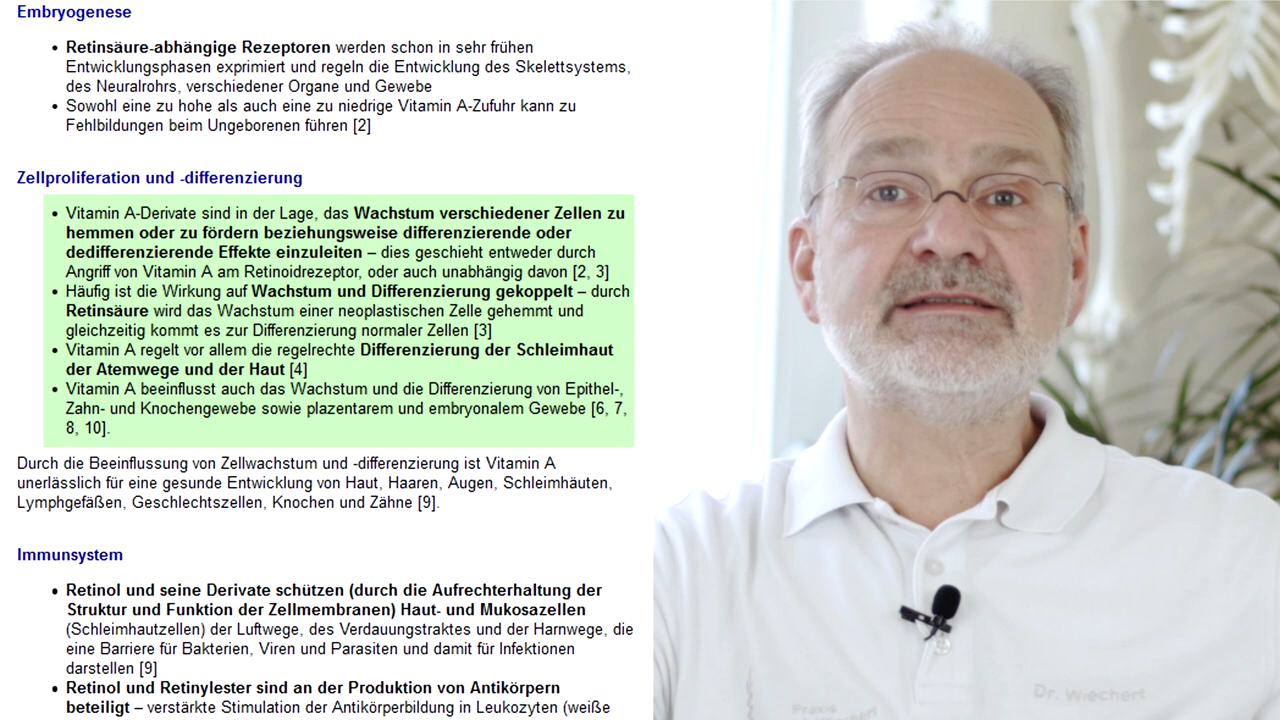 Embryogenese
• Retinsäure-abhängige Rezeptoren werden schon in sehr frühen
Entwicklungsphasen exprimiert und regeln die Entwicklung des Skelettsystems,
des Neuralrohrs, verschiedener Organe und Gewebe
• Sowohl eine zu hohe als auch eine zu niedrige Vitamin A-Zufuhr kann zu
Fehlbildungen beim Ungeborenen führen [2]
Zellproliferation und -differenzierung
• Vitamin A-Derivate sind in der Lage, das Wachstum verschiedener Zellen zu
hemmen oder zu fördern beziehungsweise differenzierende oder
dedifferenzierende Effekte einzuleiten – dies geschieht entweder durch
Angriff von Vitamin A am Retinoidrezeptor, oder auch unabhängig davon [2, 3]
• Häufig ist die Wirkung auf Wachstum und Differenzierung gekoppelt – durch
Retinsäure wird das Wachstum einer neoplastischen Zelle gehemmt und
gleichzeitig kommt es zur Differenzierung normaler Zellen [3]
• Vitamin A regelt vor allem die regelrechte Differenzierung der Schleimhaut
der Atemwege und der Haut [4]
• Vitamin A beeinflusst auch das Wachstum und die Differenzierung von Epithel-,
Zahn- und Knochengewebe sowie plazentarem und embryonalem Gewebe [6, 7,
8, 10].
Durch die Beeinflussung von Zellwachstum und -differenzierung ist Vitamin A
unerlässlich für eine gesunde Entwicklung von Haut, Haaren, Augen, Schleimhäuten,
Lymphgefäßen, Geschlechtszellen, Knochen und Zähne [9].
Immunsystem
• Retinol und seine Derivate schützen (durch die Aufrechterhaltung der
Struktur und Funktion der Zellmembranen) Haut- und Mukosazellen
(Schleimhautzellen) der Luftwege, des Verdauungstraktes und der Harnwege, die
eine Barriere für Bakterien, Viren und Parasiten und damit für Infektionen
darstellen [9]
• Retinol und Retinylester sind an der Produktion von Antikörpern
beteiligt – verstärkte Stimulation der Antikörperbildung in Leukozyten (weiße
Dr. Wiechert
Praxis